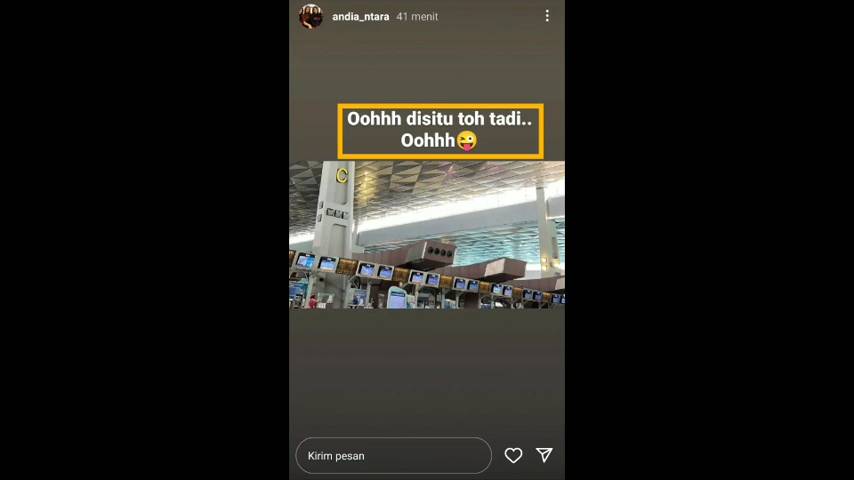 andia_ntara 41 menit
Oohhh disitu toh tadi..
Oohhh😜
C
Kirim pesan